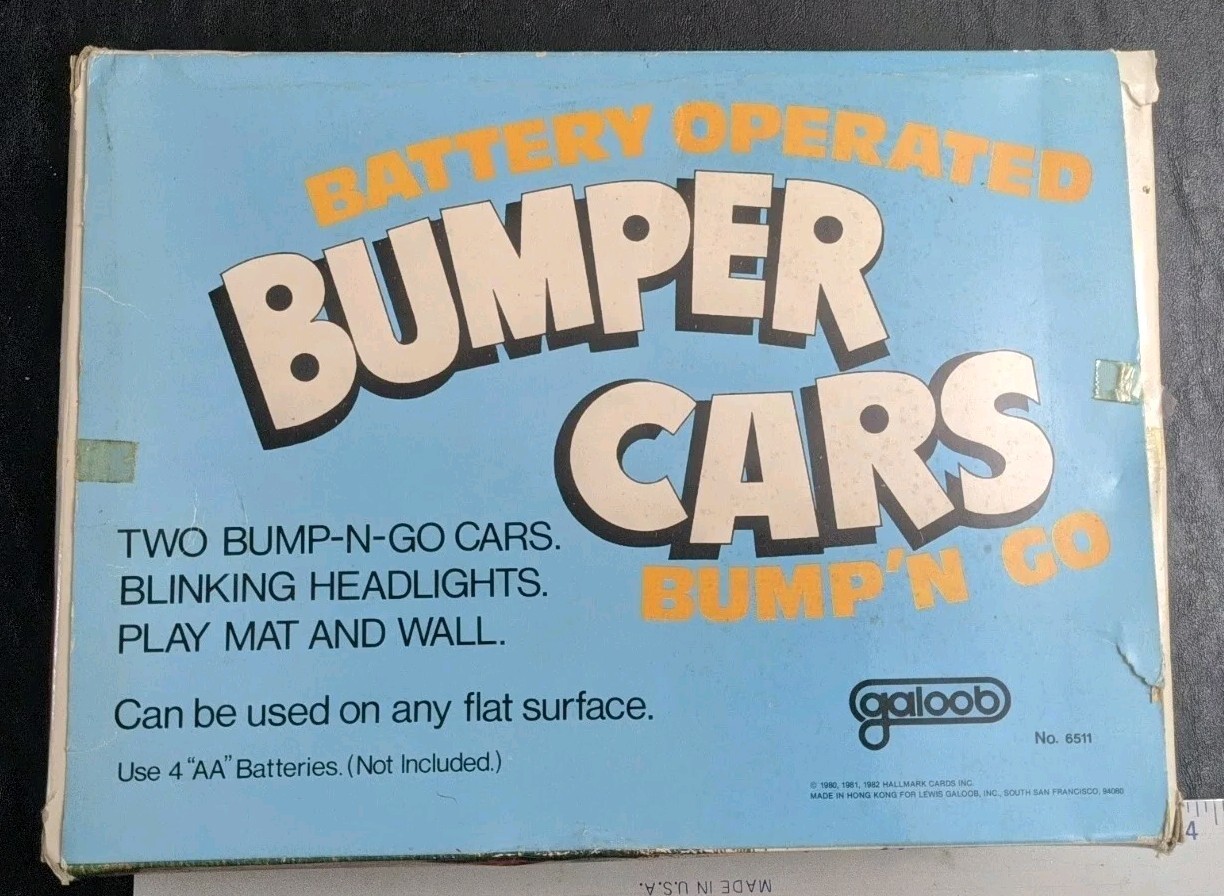 BATTERY OPERATED
BUMPER
CARS
BUMP'N GO
TWO BUMP-N-GO CARS.
BLINKING HEADLIGHTS.
PLAY MAT AND WALL.
Can be used on any flat surface.
Use 4 "AA" Batteries. (Not Included.)
galoob
No. 6511
© 1980, 1981, 1982 HALLMARK CARDS INC.
MADE IN HONG KONG FOR LEWIS GALOOB, INC., SOUTH SAN FRANCISCO, 94080
4
MADE IN U.S.A.